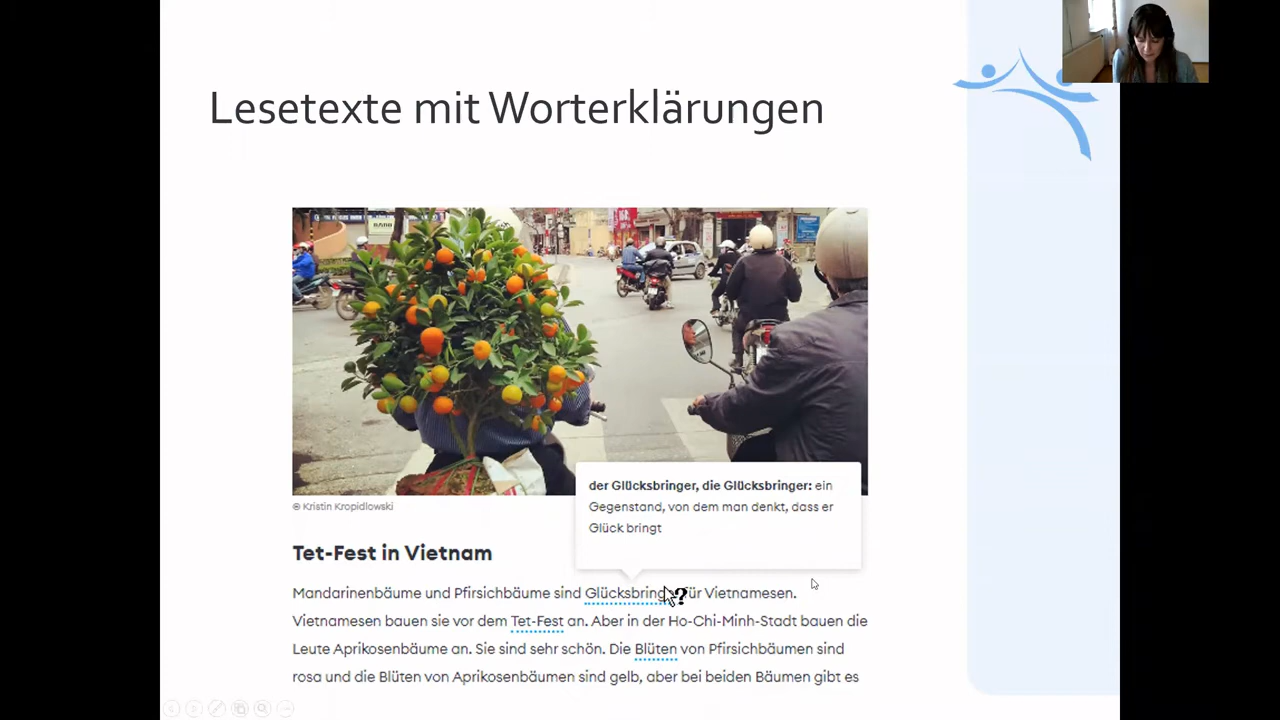 Lesetexte mit Worterklärungen
der Glücksbringer, die Glücksbringer: ein
Gegenstand, von dem man denkt, dass er
Glück bringt
© Kristin Kropidlowski
Tet-Fest in Vietnam
Mandarinenbäume und Pfirsichbäume sind Glücksbringer für Vietnamesen.
Vietnamesen bauen sie vor dem Tet-Fest an. Aber in der Ho-Chi-Minh-Stadt bauen die
Leute Aprikosenbäume an. Sie sind sehr schön. Die Blüten von Pfirsichbäumen sind
rosa und die Blüten von Aprikosenbäumen sind gelb, aber bei beiden Bäumen gibt es